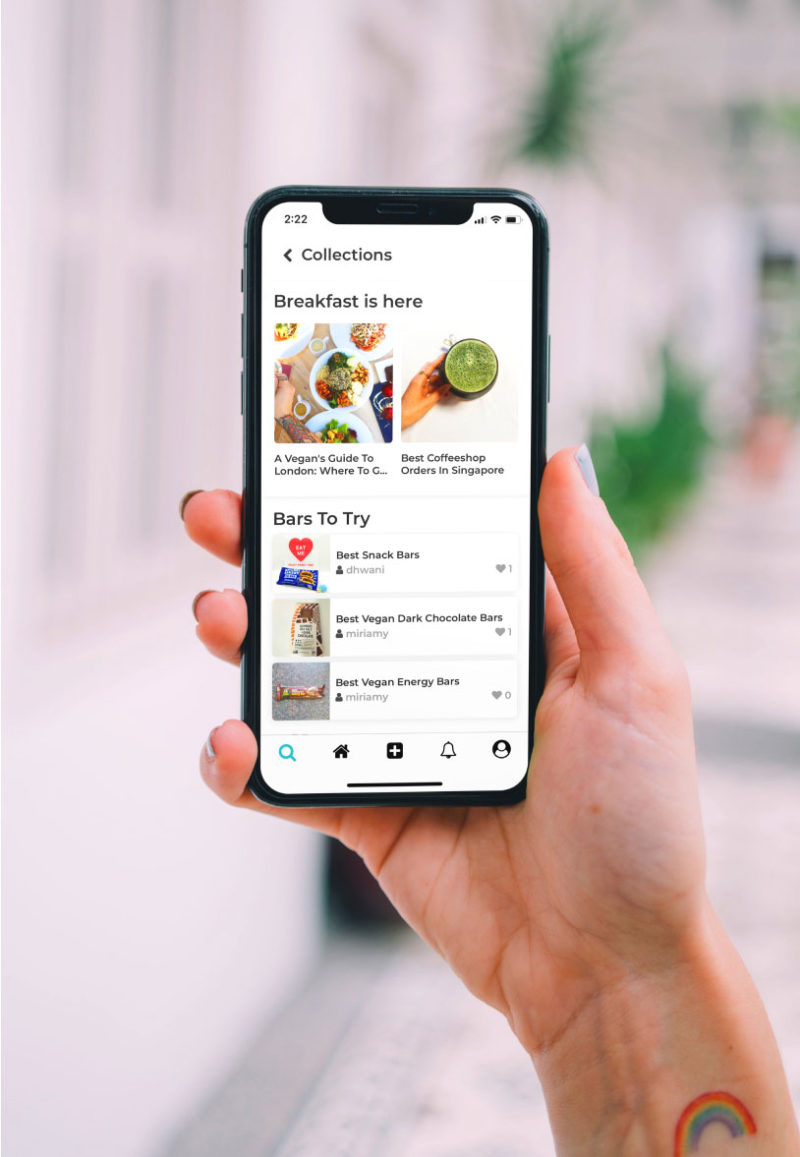 2:22
Collections
Breakfast is here
A Vegan's Guide To
London: Where To G...
Best Coffeeshop
Orders In Singapore
Bars To Try
EAT
ME
Best Snack Bars
dhwani
1
Best Vegan Dark Chocolate Bars
miriamy
1
Best Vegan Energy Bars
miriamy
0